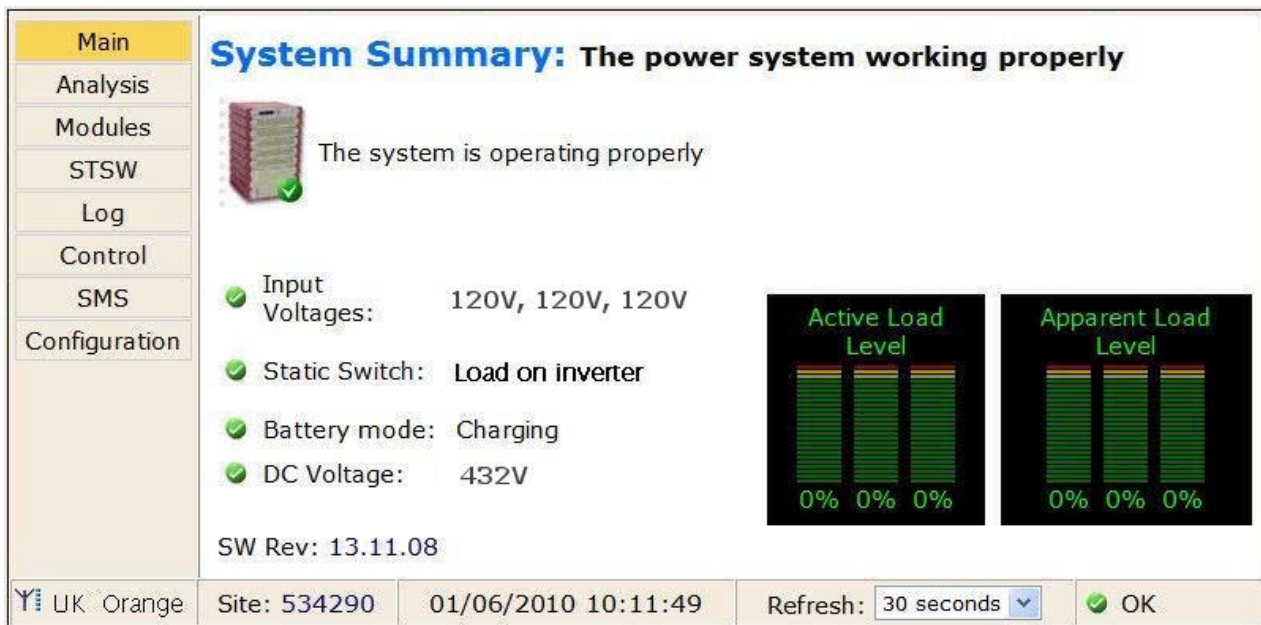 Main
Analysis
Modules
STSW
Log
Control
SMS
Configuration
System Summary: The power system working properly
The system is operating properly
Input
Voltages: 120V, 120V, 120V
Static Switch: Load on inverter
Battery mode: Charging
DC Voltage: 432V
SW Rev: 13.11.08
Active Load
Level
0% 0% 0%
Apparent Load
Level
0% 0% 0%
UK Orange
Site: 534290
01/06/2010 10:11:49
Refresh: 30 seconds
OK